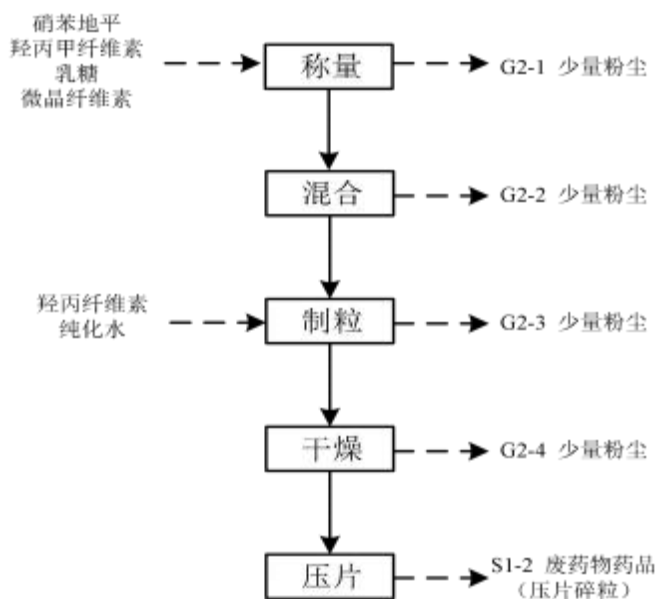 硝苯地平
羟丙甲纤维素
乳糖
微晶纤维素
称量
G2-1 少量粉尘
混合
G2-2 少量粉尘
羟丙纤维素
纯化水
制粒
G2-3 少量粉尘
干燥
G2-4 少量粉尘
压片
S1-2 废药物药品
（压片碎粒）